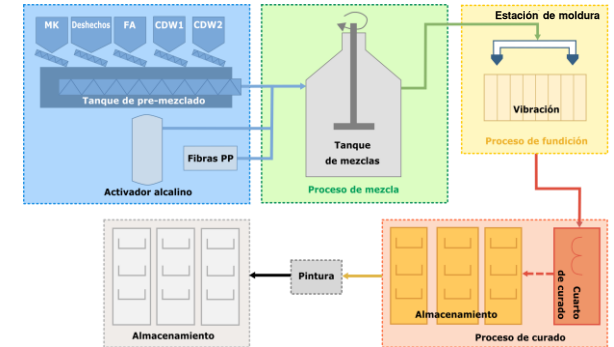 MK Deshechos FA CDW1 CDW2
Tanque de pre-mezclado
Fibras PP
Activador alcalino
Tanque
de mezclas
Proceso de mezcla
Estación de moldura
Vibración
Proceso de fundición
Cuarto
de curado
Almacenamiento
Proceso de curado
Pintura
Almacenamiento